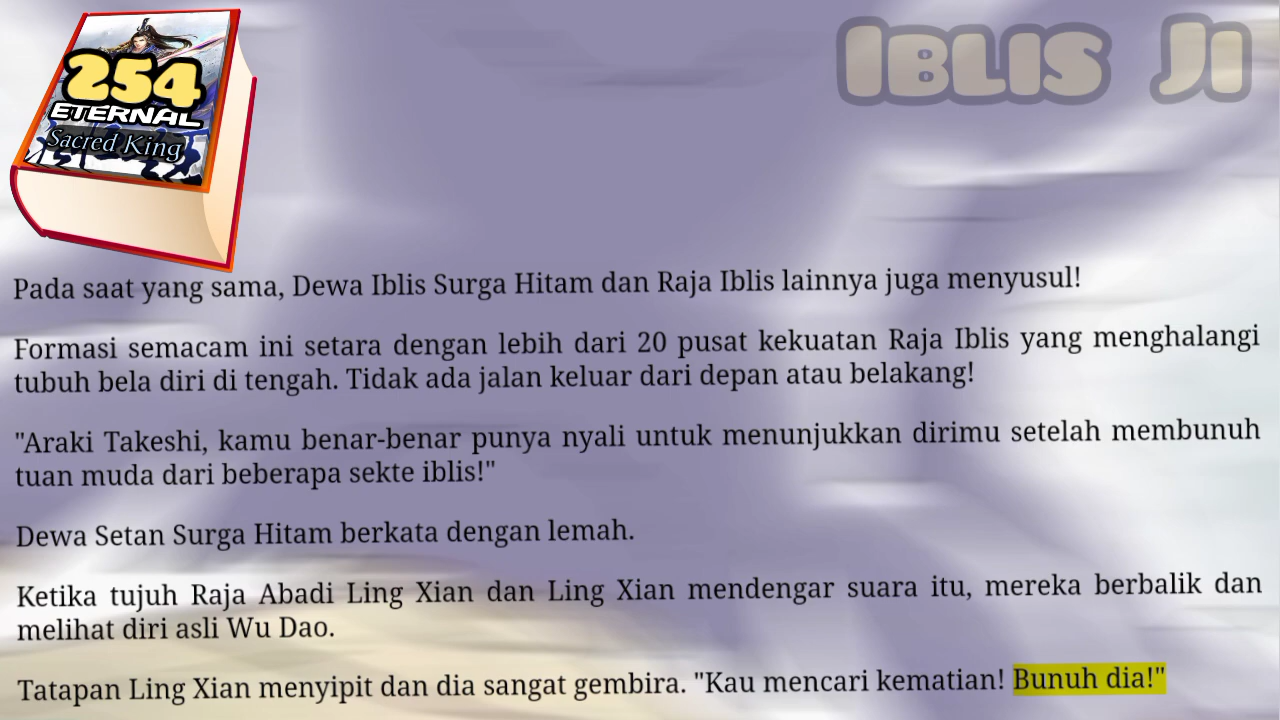 254
ETERNAL
Sacred King
IBLIS JI
Pada saat yang sama, Dewa Iblis Surga Hitam dan Raja Iblis lainnya juga menyusul!
Formasi semacam ini setara dengan lebih dari 20 pusat kekuatan Raja Iblis yang menghalangi
tubuh bela diri di tengah. Tidak ada jalan keluar dari depan atau belakang!
"Araki Takeshi, kamu benar-benar punya nyali untuk menunjukkan dirimu setelah membunuh
tuan muda dari beberapa sekte iblis!"
Dewa Setan Surga Hitam berkata dengan lemah.
Ketika tujuh Raja Abadi Ling Xian dan Ling Xian mendengar suara itu, mereka berbalik dan
melihat diri asli Wu Dao.
Tatapan Ling Xian menyipit dan dia sangat gembira. "Kau mencari kematian! Bunuh dia!"